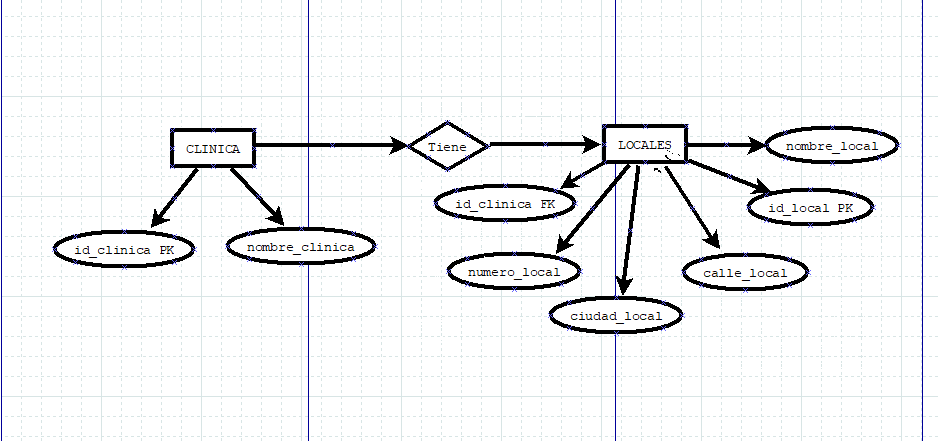 CLINICA
Tiene
LOCALES
nombre_local
id_clinica FK
id_local PK
id_clinica PK
nombre_clinica
numero_local
calle_local
ciudad_local